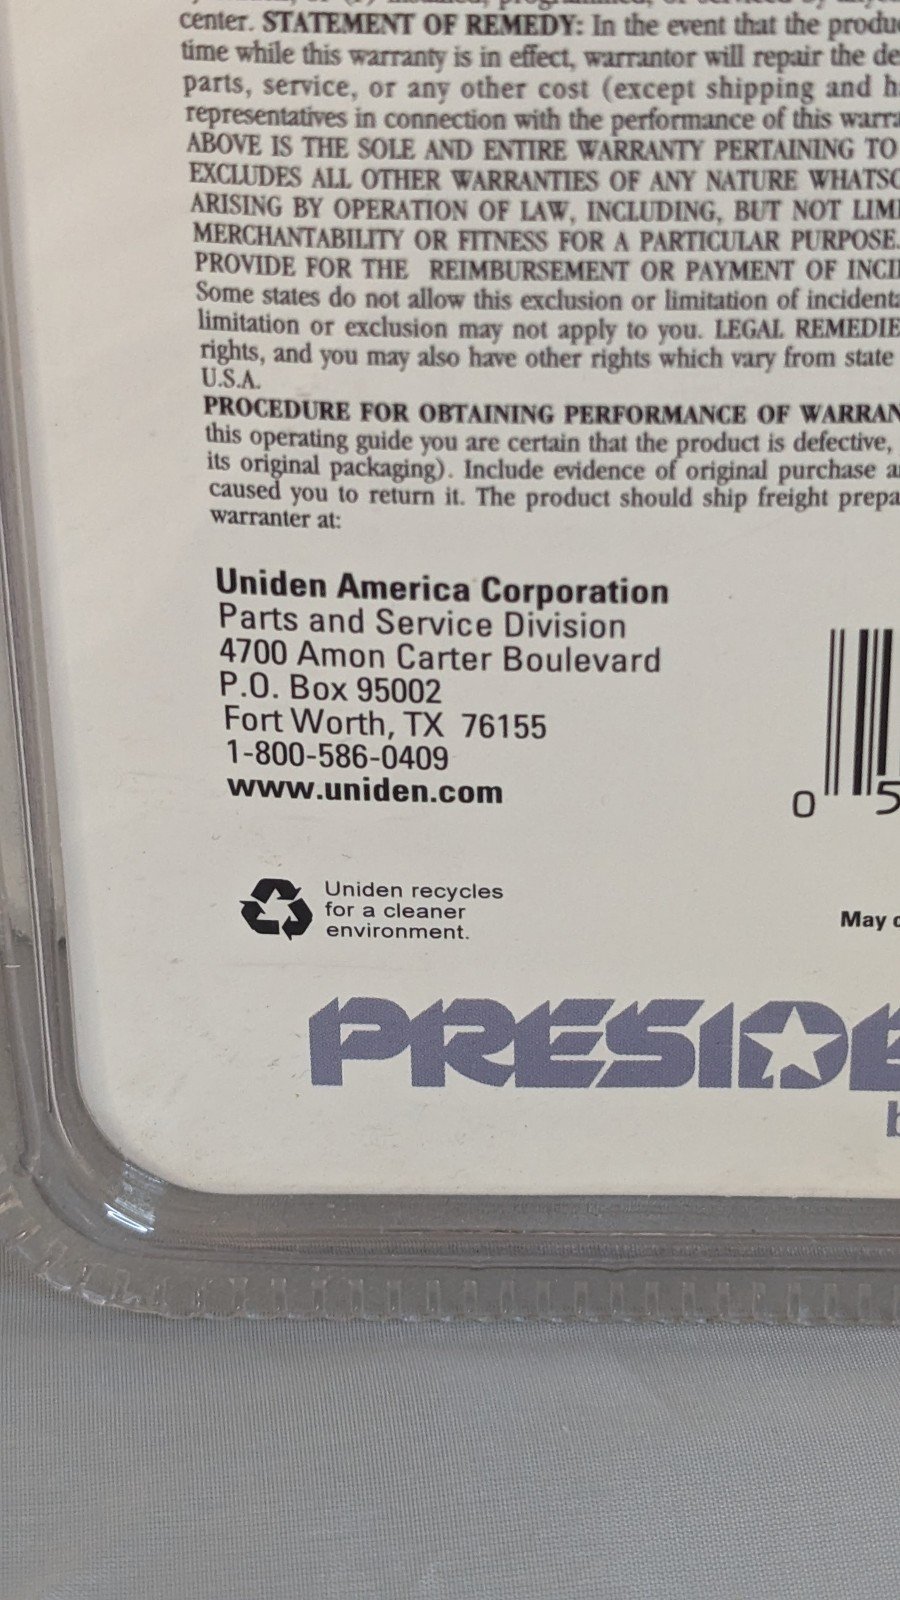 center. STATEMENT OF REMEDY: In the event that the produ
time while this warranty is in effect, warrantor will repair the de
parts, service, or any other cost (except shipping and h
representatives in connection with the performance of this warra
ABOVE IS THE SOLE AND ENTIRE WARRANTY PERTAINING TO
EXCLUDES ALL OTHER WARRANTIES OF ANY NATURE WHATSO
ARISING BY OPERATION OF LAW, INCLUDING, BUT NOT LIMI
MERCHANTABILITY OR FITNESS FOR A PARTICULAR PURPOSE.
PROVIDE FOR THE REIMBURSEMENT OR PAYMENT OF INCI
Some states do not allow this exclusion or limitation of incident
limitation or exclusion may not apply to you. LEGAL REMEDIE
rights, and you may also have other rights which vary from state
U.S.A.
PROCEDURE FOR OBTAINING PERFORMANCE OF WARRAN
this operating guide you are certain that the product is defective,
its original packaging). Include evidence of original purchase a
caused you to return it. The product should ship freight prepa
warranter at:
Uniden America Corporation
Parts and Service Division
4700 Amon Carter Boulevard
P.O. Box 95002
Fort Worth, TX 76155
1-800-586-0409
www.uniden.com
0 5
Uniden recycles
for a cleaner
environment.
May
PRESIDE
b